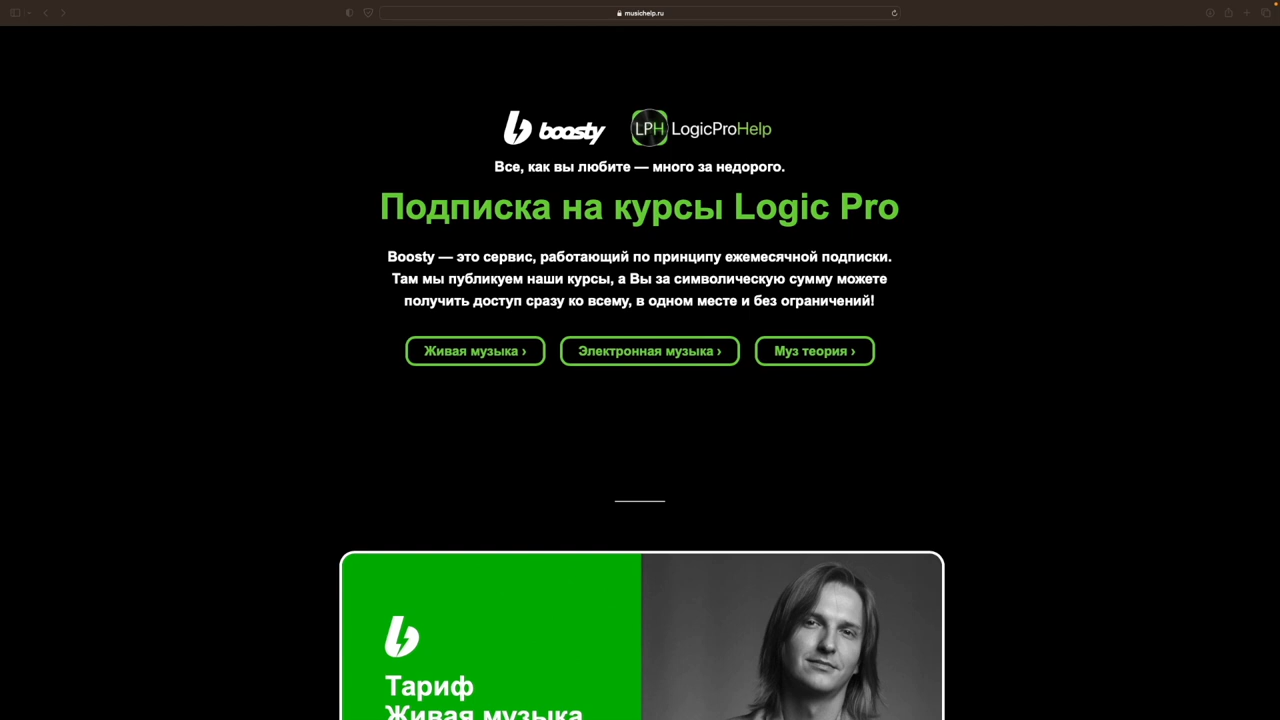 musichelp.ru
boosty LPH LogicProHelp
Все, как вы любите — много за недорого.
Подписка на курсы Logic Pro
Boosty — это сервис, работающий по принципу ежемесячной подписки.
Там мы публикуем наши курсы, а Вы за символическую сумму можете
получить доступ сразу ко всему, в одном месте и без ограничений!
Живая музыка › Электронная музыка › Муз теория ›
Тариф
Живая музыка